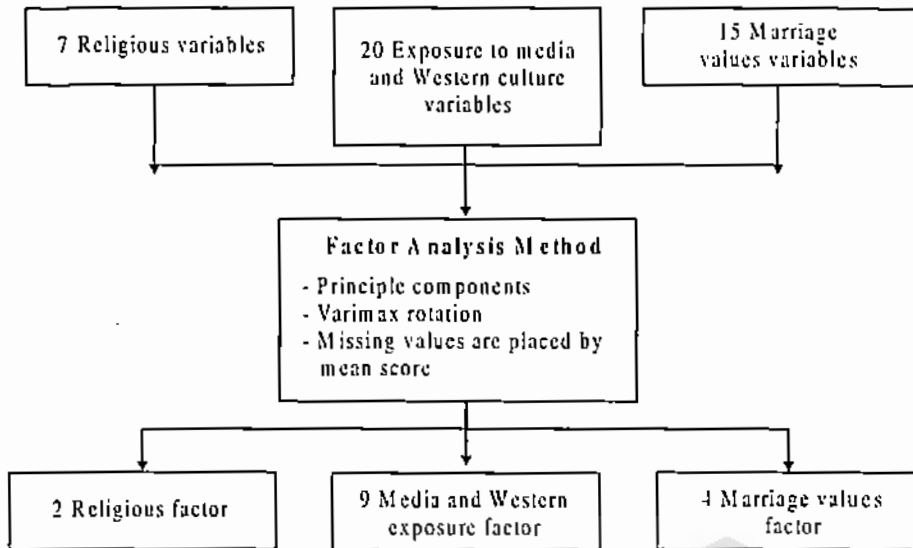 7 Religious variables
20 Exposure to media
and Western culture
variables
15 Marriage
values variables
Factor Analysis Method
- Principle components
- Varimax rotation
- Missing values are placed by
mean score
2 Religious factor
9 Media and Western
exposure factor
4 Marriage values
factor